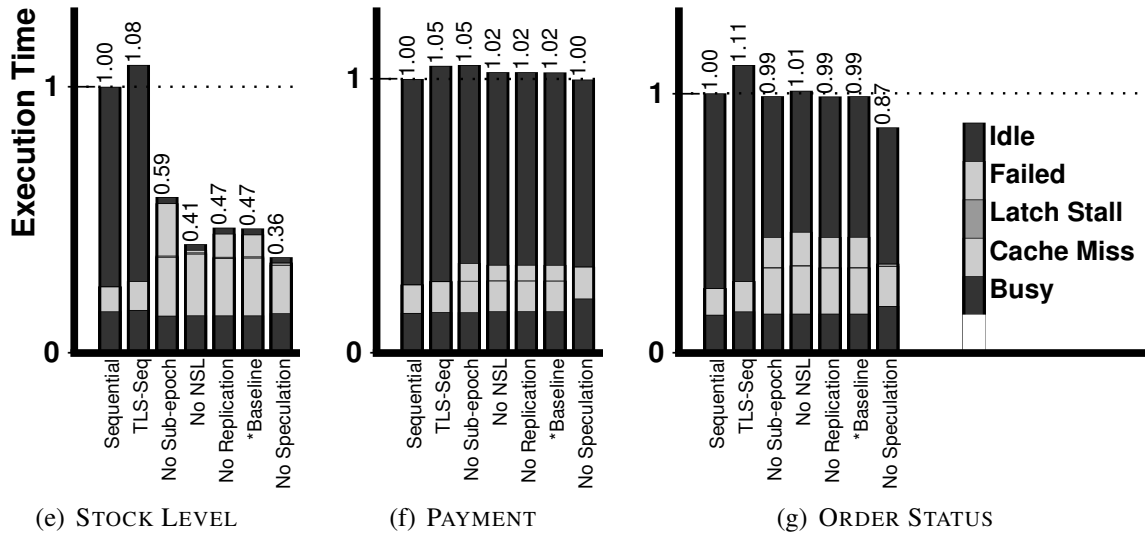 Execution Time
1
0
1.00
1.08
0.59
0.41
0.47
0.47
0.36
Sequential
TLS-Seq
No Sub-epoch
No NSL
No Replication
*Baseline
No Speculation
(e) STOCK LEVEL
1
0
1.00
1.05
1.05
1.02
1.02
1.02
1.00
Sequential
TLS-Seq
No Sub-epoch
No NSL
No Replication
*Baseline
No Speculation
(f) PAYMENT
1
0
1.00
1.11
0.99
1.01
0.99
0.99
0.87
Sequential
TLS-Seq
No Sub-epoch
No NSL
No Replication
*Baseline
No Speculation
(g) ORDER STATUS
Idle
Failed
Latch Stall
Cache Miss
Busy